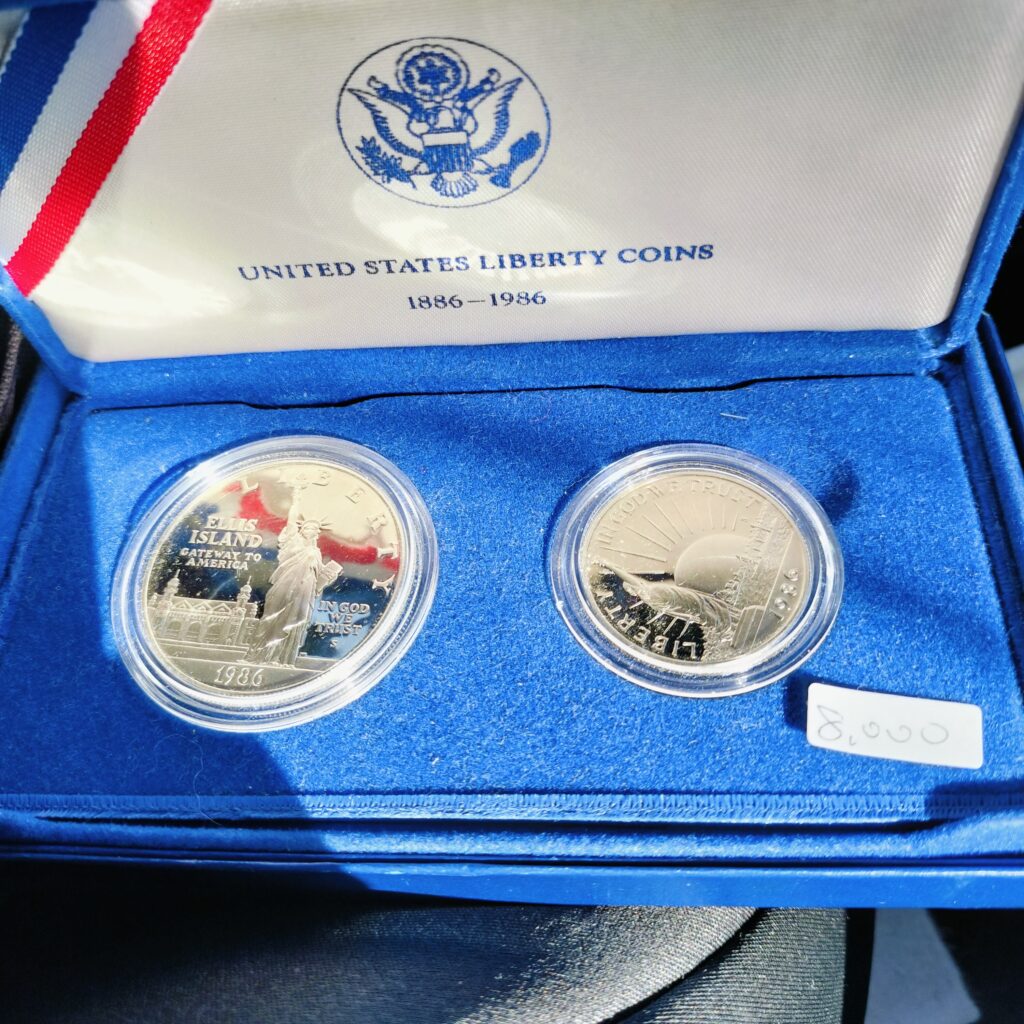 UNITED STATES LIBERTY COINS
1886–1986
LIBERTY
ELLIS
ISLAND
GATEWAY TO
AMERICA
IN GOD
WE
TRUST
S
1986
IN GOD WE TRUST
LIBERTY
1986
8,000